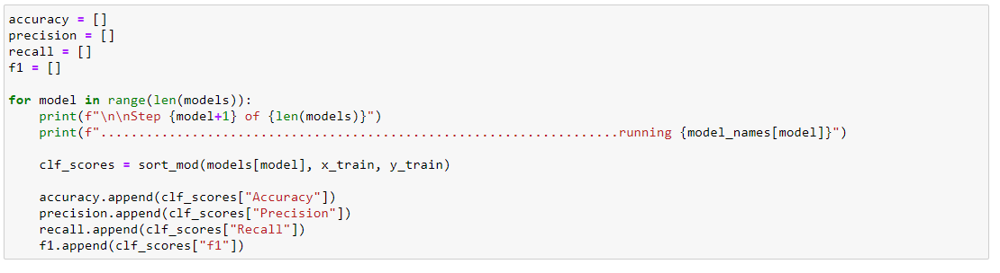 accuracy = []
precision = []
recall = []
f1 = []

for model in range(len(models)):
    print(f"\n\nStep {model+1} of {len(models)}")
    print(f"....................................................................running {model_names[model]}")

    clf_scores = sort_mod(models[model], x_train, y_train)

    accuracy.append(clf_scores["Accuracy"])
    precision.append(clf_scores["Precision"])
    recall.append(clf_scores["Recall"])
    f1.append(clf_scores["f1"])